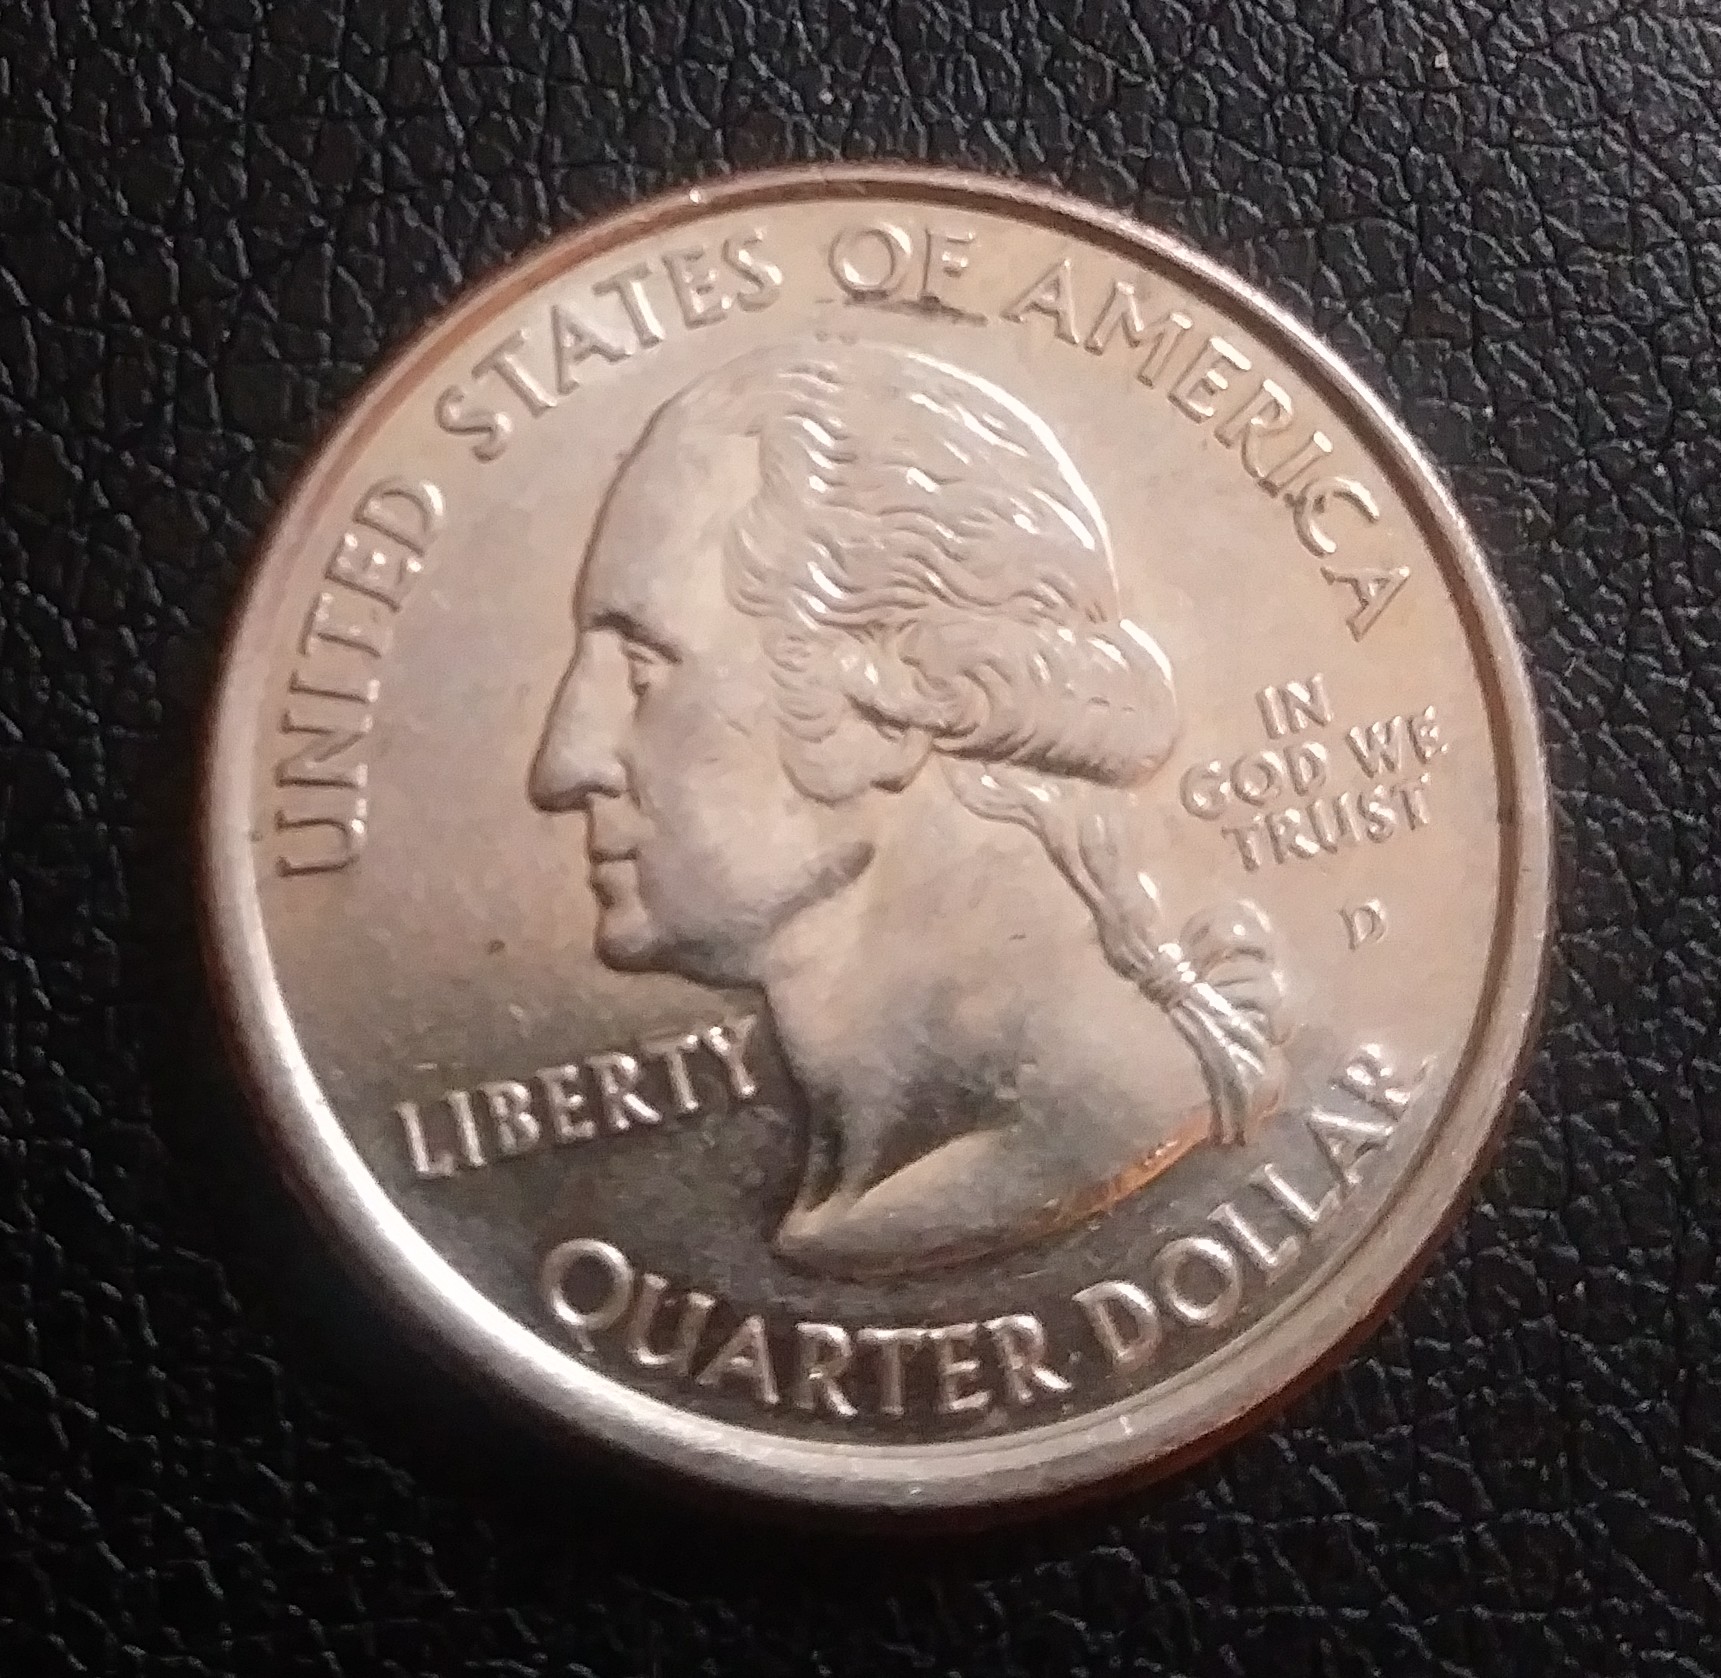 UNITED STATES OF AMERICA
LIBERTY
IN
GOD WE
TRUST
D
QUARTER DOLLAR